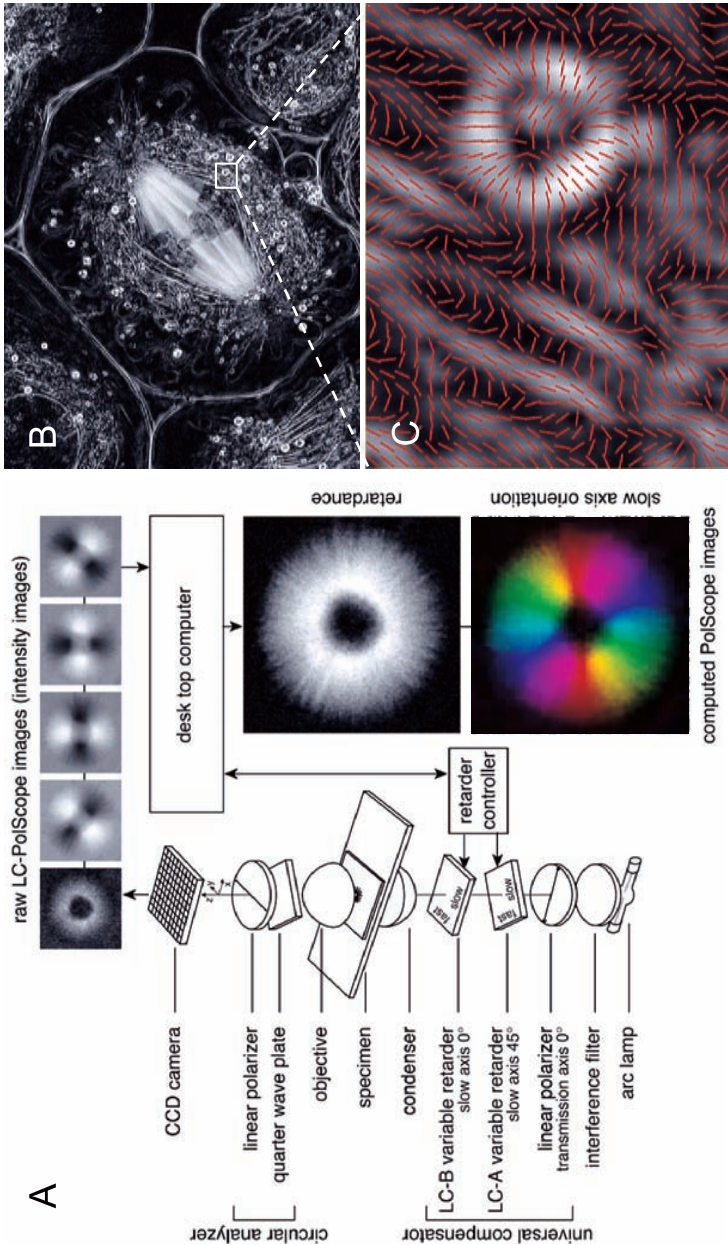 A
raw LC-PolScope images (intensity images)
CCD camera
linear polarizer
quarter wave plate
circular analyzer
objective
specimen
condenser
LC-B variable retarder
slow axis 0°
LC-A variable retarder
slow axis 45°
linear polarizer
transmission axis 0°
universal compensator
interference filter
arc lamp
z
y
x
fast
slow
fast
slow
retarder
controller
desk top computer
retardance
slow axis orientation
computed PolScope images
B
C